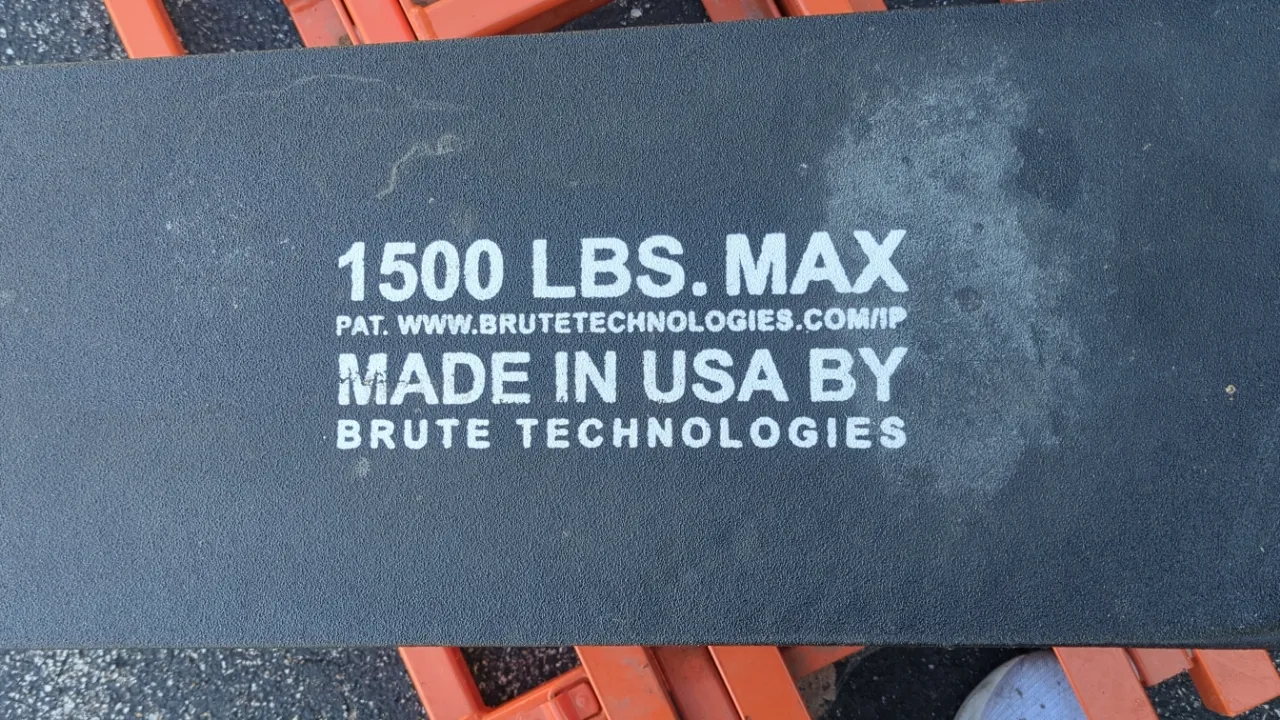 1500 LBS. MAX
PAT. WWW.BRUTETECHNOLOGIES.COM/IP
MADE IN USA BY
BRUTE TECHNOLOGIES